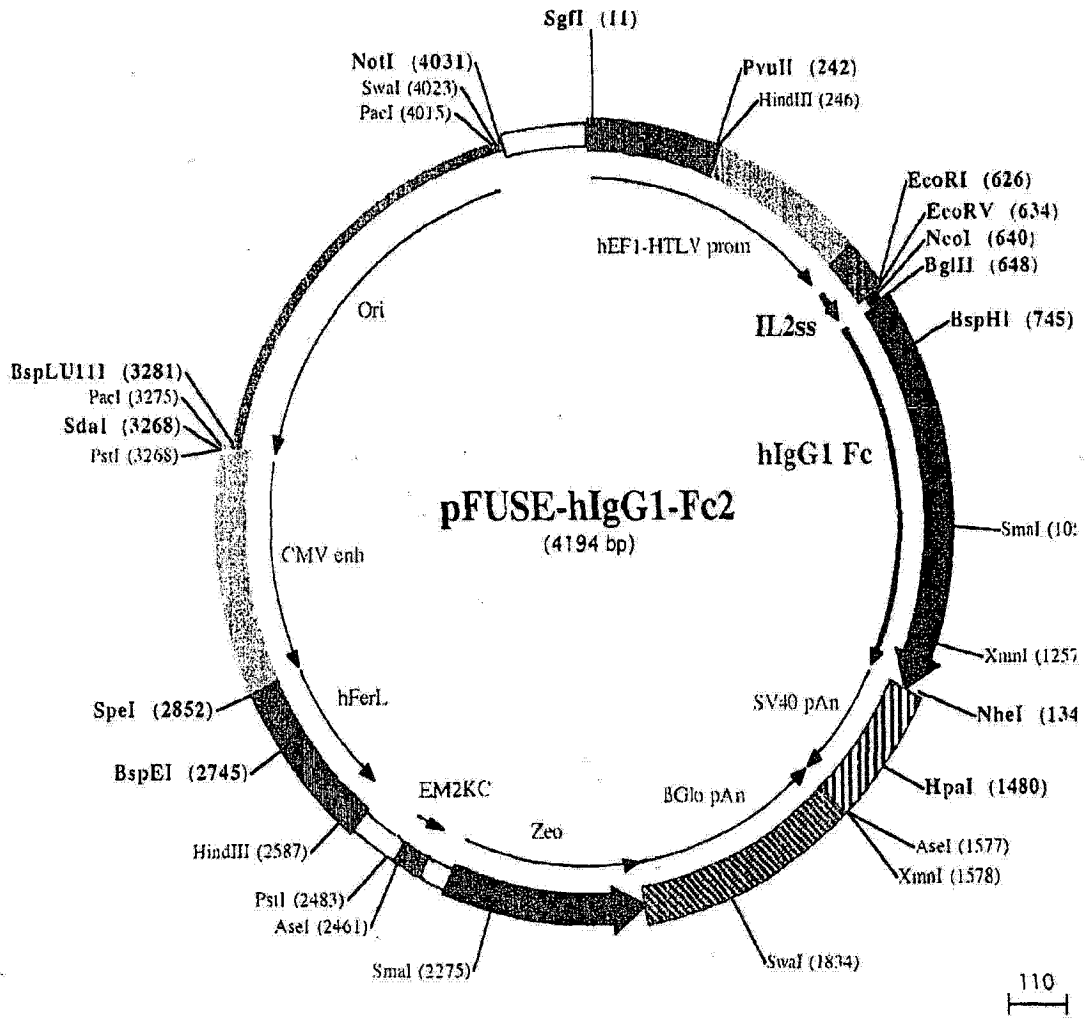 SgfI (11)
NotI (4031)
SwaI (4023)
PacI (4015)
PvuII (242)
HindIII (246)
EcoRI (626)
EcoRV (634)
NcoI (640)
BglII (648)
BspHI (745)
hEF1-HTLV prom
Ori
IL2ss
BspLU11I (3281)
PacI (3275)
SdaI (3268)
PstI (3268)
hIgG1 Fc
pFUSE-hIgG1-Fc2
(4194 bp)
SmaI
CMV enh
XmnI (1257
hFerL
SV40 pAn
SpeI (2852)
NheI (134
BspEI (2745)
HpaI (1480)
EM2KC
BGlo pAn
Zeo
HindIII (2587)
AseI (1577)
XmnI (1578)
PstI (2483)
AseI (2461)
SmaI (2275)
SwaI (1834)
110